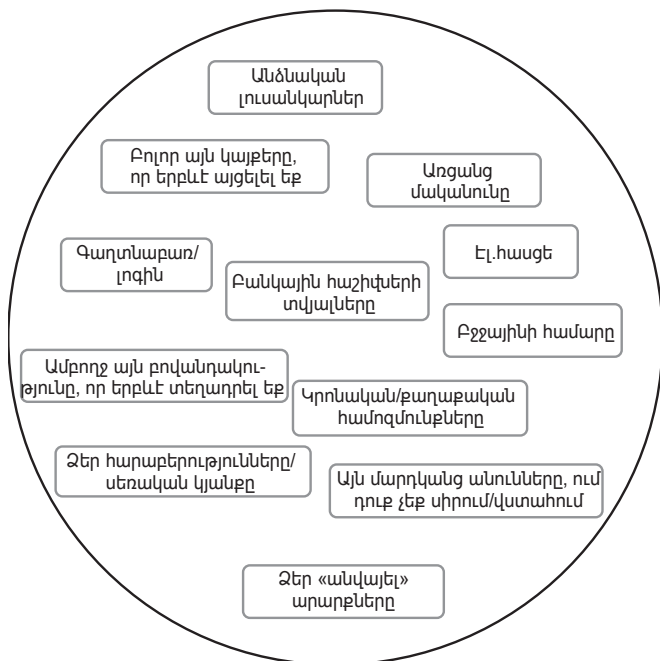 Անձնական
լուսանկարներ
Բոլոր այն կայքերը,
որ երբևէ այցելել եք
Առցանց
մականունը
Գաղտնաբառ/
լոգին
Էլ.հասցե
Բանկային հաշիվների
տվյալները
Բջջայինի համարը
Ամբողջ այն բովանդակու-
թյունը, որ երբևէ տեղադրել եք
Կրոնական/քաղաքական
համոզմունքները
Ձեր հարաբերությունները/
սեռական կյանքը
Այն մարդկանց անունները, ում
դուք չեք սիրում/վստահում
Ձեր «անվայել»
արարքները